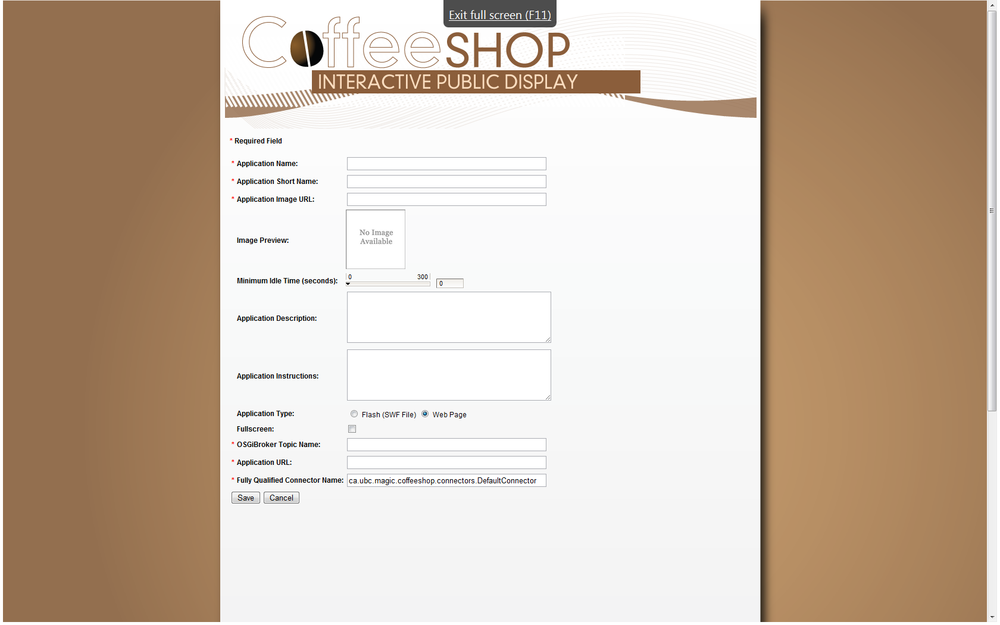 Exit full screen (F11)
CoffeeSHOP
INTERACTIVE PUBLIC DISPLAY
* Required Field
* Application Name:
* Application Short Name:
* Application Image URL:
No Image
Available
Image Preview:
0 300
Minimum Idle Time (seconds): 0
Application Description:
Application Instructions:
Application Type: Flash (SWF File) Web Page
Fullscreen:
* OSGiBroker Topic Name:
* Application URL:
* Fully Qualified Connector Name: ca.ubc.magic.coffeeshop.connectors.DefaultConnector
Save Cancel